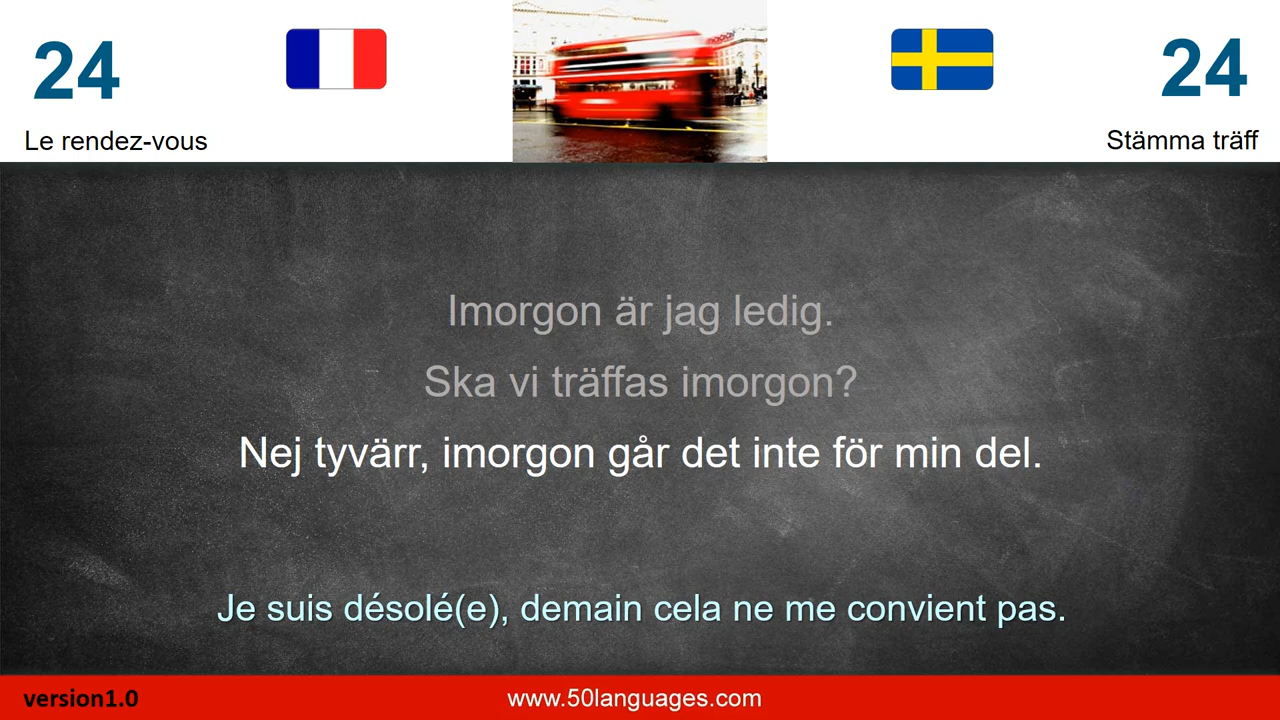 24
24
Le rendez-vous
Stämma träff
Imorgon är jag ledig.
Ska vi träffas imorgon?
Nej tyvärr, imorgon går det inte för min del.
Je suis désolé(e), demain cela ne me convient pas.
version1.0
www.50languages.com